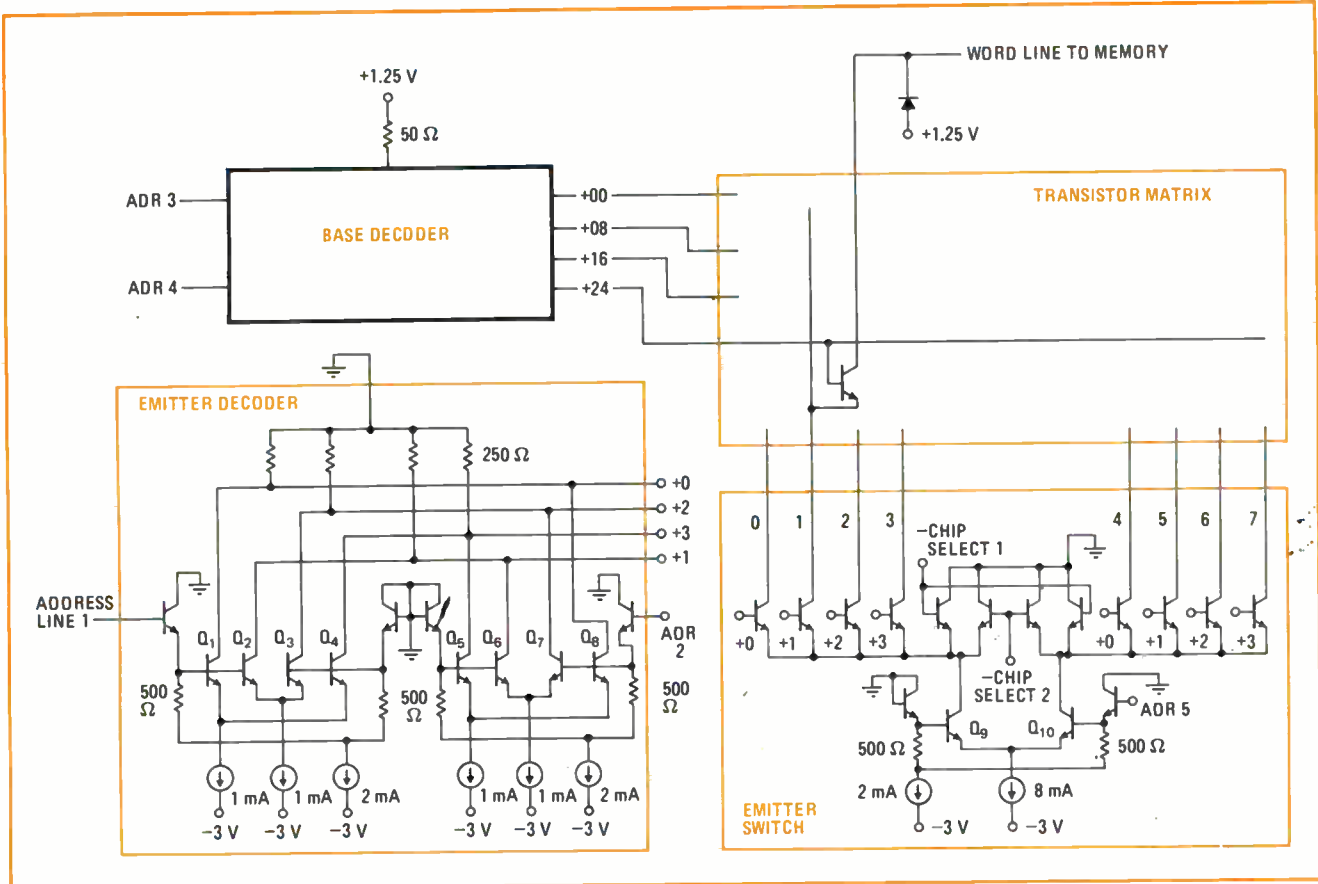 WORD LINE TO MEMORY
+1.25 V
50 Ω
+1.25 V
ADR 3
+00
TRANSISTOR MATRIX
BASE DECODER
+08
+16
ADR 4
+24
EMITTER DECODER
250 Ω
+0
+2
+3
+1
0
1
2
3
–CHIP
SELECT 1
4
5
6
7
ADDRESS
LINE 1
Q1
Q2
Q3
Q4
Q5
Q6
Q7
Q8
ADR
2
+0
+1
+2
+3
–CHIP
SELECT 2
+0
+1
+2
+3
500
Ω
500
Ω
500
Ω
ADR 5
Q9
Q10
500 Ω
500 Ω
1 mA
1 mA
2 mA
1 mA
1 mA
2 mA
2 mA
8 mA
–3 V
–3 V
–3 V
–3 V
–3 V
–3 V
–3 V
–3 V
EMITTER
SWITCH